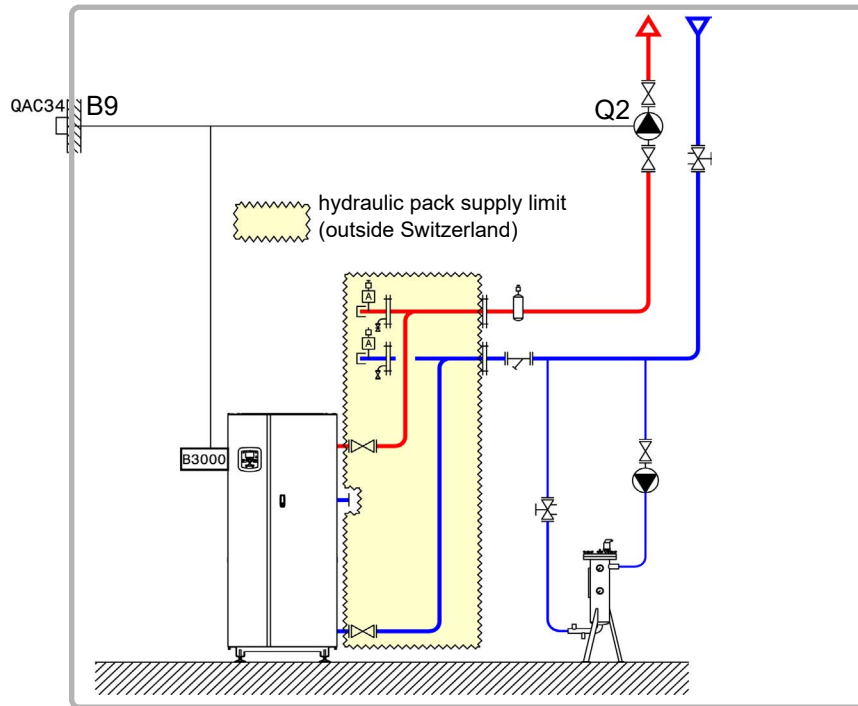 QAC34 B9
Q2
hydraulic pack supply limit
(outside Switzerland)
A
A
B3000